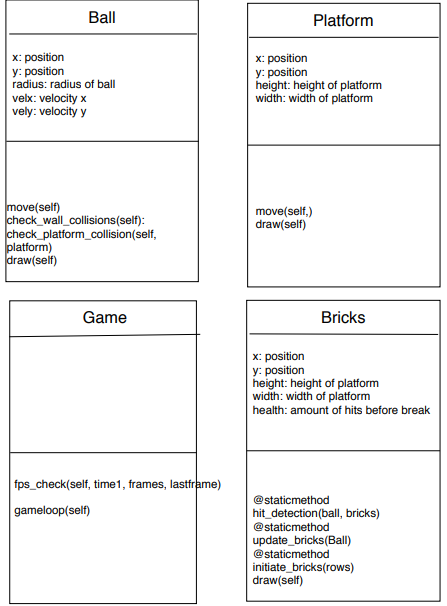 Ball
x: position
y: position
radius: radius of ball
velx: velocity x
vely: velocity y
move(self)
check_wall_collisions(self):
check_platform_collision(self,
platform)
draw(self)
Platform
x: position
y: position
height: height of platform
width: width of platform
move(self,)
draw(self)
Game
fps_check(self, time1, frames, lastframe)
gameloop(self)
Bricks
x: position
y: position
height: height of platform
width: width of platform
health: amount of hits before break
@staticmethod
hit_detection(ball, bricks)
@staticmethod
update_bricks(Ball)
@staticmethod
initiate_bricks(rows)
draw(self)